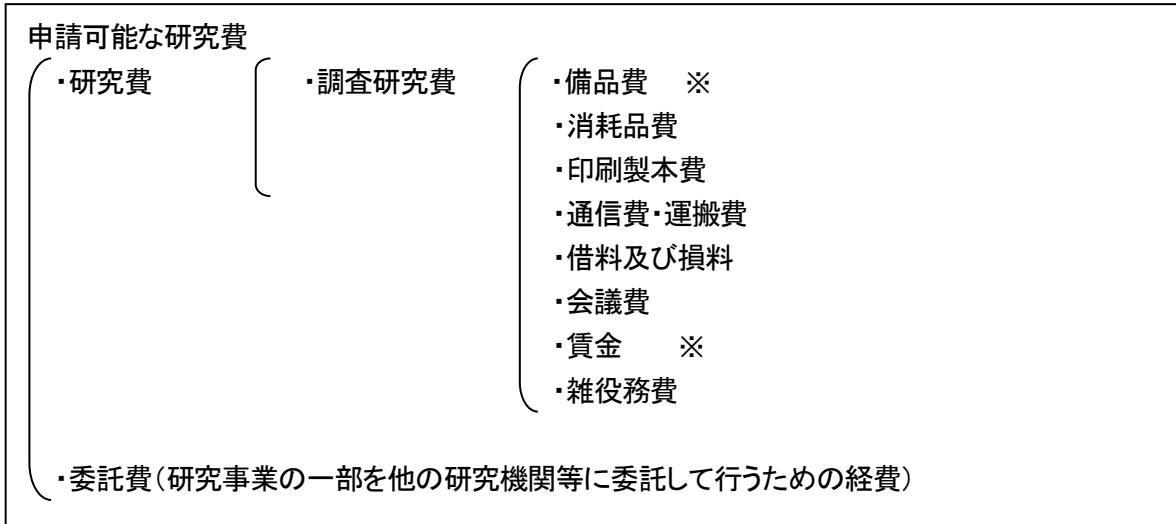 申請可能な研究費
・研究費 ・調査研究費 ・備品費 ※
・消耗品費
・印刷製本費
・通信費・運搬費
・借料及び損料
・会議費
・賃金 ※
・雑役務費
・委託費(研究事業の一部を他の研究機関等に委託して行うための経費)